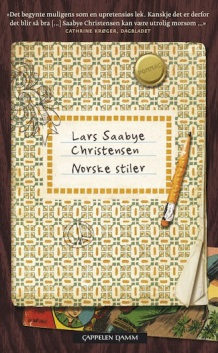 «Det begynte muligens som en upretensiøs lek. Kanskje det er derfor
det blir så bra [...] Saabye Christensen kan være utrolig morsom ...»
CATHRINE KRØGER, DAGBLADET
Lars Saabye
Christensen
Norske stiler
CAPPELEN DAMM